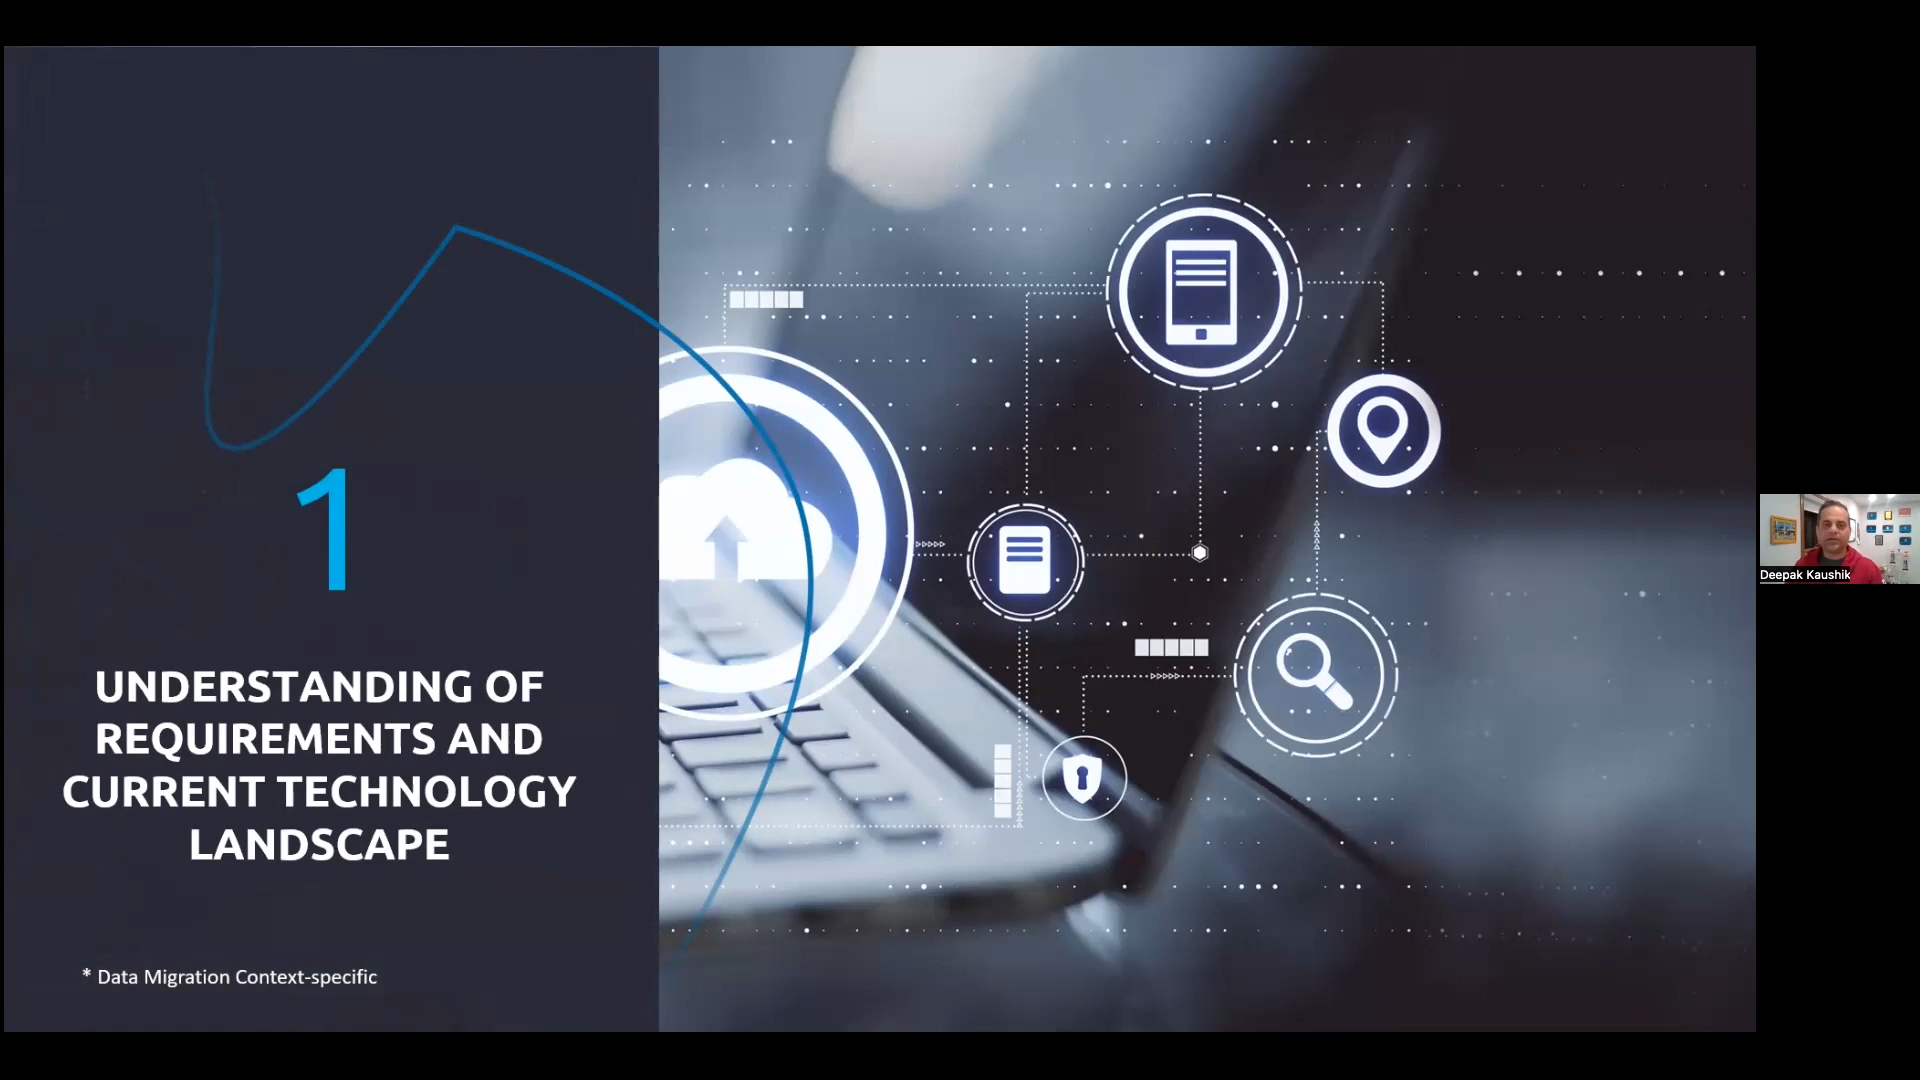 1
UNDERSTANDING OF
REQUIREMENTS AND
CURRENT TECHNOLOGY
LANDSCAPE
* Data Migration Context-specific
Deepak Kaushik